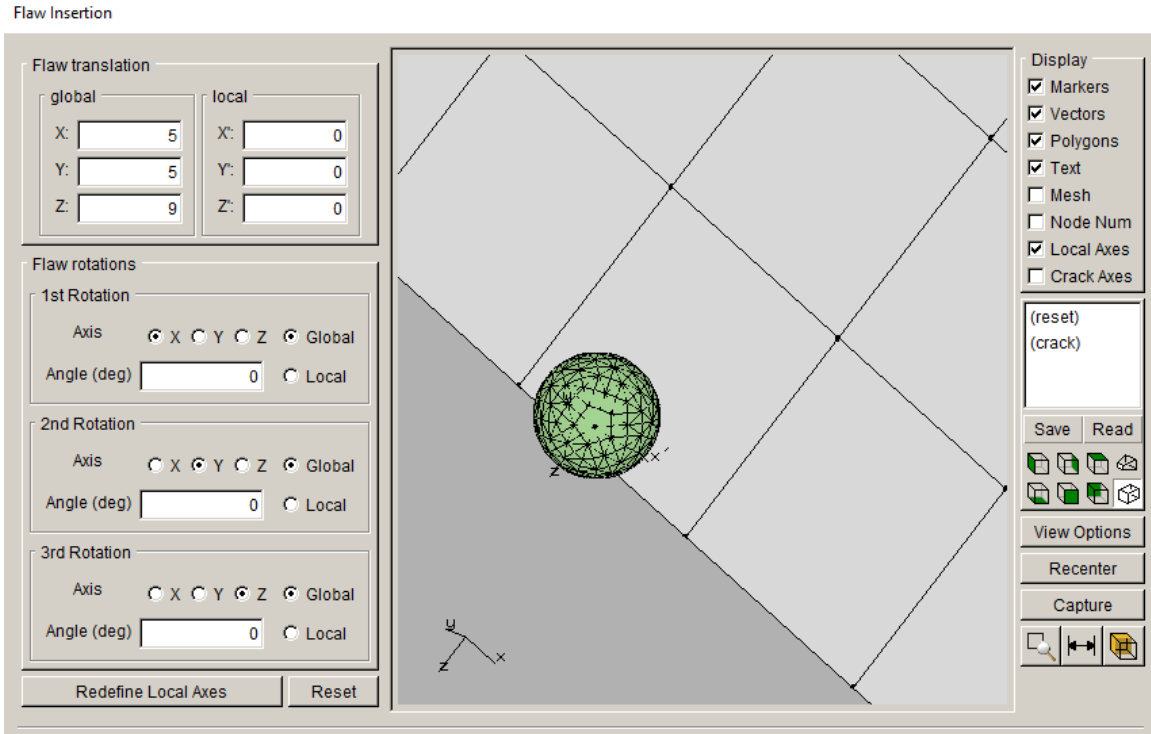 Flaw Insertion
Flaw translation
global
X: 5
Y: 5
Z: 9
local
X': 0
Y': 0
Z': 0
Flaw rotations
1st Rotation
Axis X Y Z Global
Angle (deg) 0 Local
2nd Rotation
Axis X Y Z Global
Angle (deg) 0 Local
3rd Rotation
Axis X Y Z Global
Angle (deg) 0 Local
Redefine Local Axes Reset
z x'
y
z x
Display
Markers
Vectors
Polygons
Text
Mesh
Node Num
Local Axes
Crack Axes
(reset)
(crack)
Save Read
View Options
Recenter
Capture